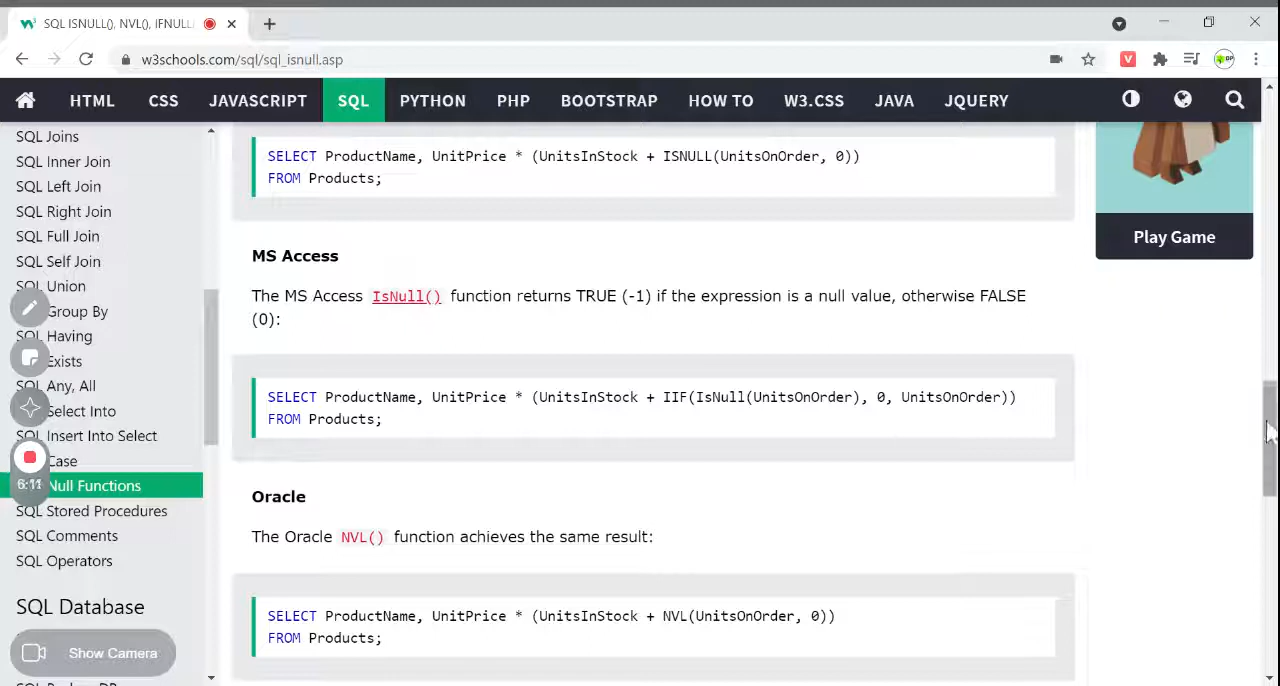 SQL ISNULL(), NVL(), IFNULL
w3schools.com/sql/sql_isnull.asp
HTML CSS JAVASCRIPT SQL PYTHON PHP BOOTSTRAP HOW TO W3.CSS JAVA JQUERY
SQL Joins
SQL Inner Join
SQL Left Join
SQL Right Join
SQL Full Join
SQL Self Join
SQL Union
Group By
SQL Having
Exists
SQL Any, All
Select Into
SQL Insert Into Select
Case
6:11
Null Functions
SQL Stored Procedures
SQL Comments
SQL Operators
SQL Database
Show Camera
SELECT ProductName, UnitPrice * (UnitsInStock + ISNULL(UnitsOnOrder, 0))
FROM Products;
MS Access
The MS Access IsNull() function returns TRUE (-1) if the expression is a null value, otherwise FALSE
(0):
SELECT ProductName, UnitPrice * (UnitsInStock + IIF(IsNull(UnitsOnOrder), 0, UnitsOnOrder))
FROM Products;
Oracle
The Oracle NVL() function achieves the same result:
SELECT ProductName, UnitPrice * (UnitsInStock + NVL(UnitsOnOrder, 0))
FROM Products;
Play Game